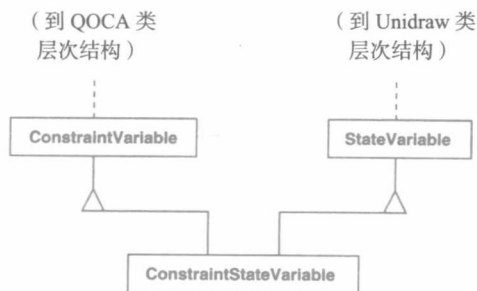 （到 QOCA 类
层次结构）
（到 Unidraw 类
层次结构）
ConstraintVariable
StateVariable
ConstraintStateVariable